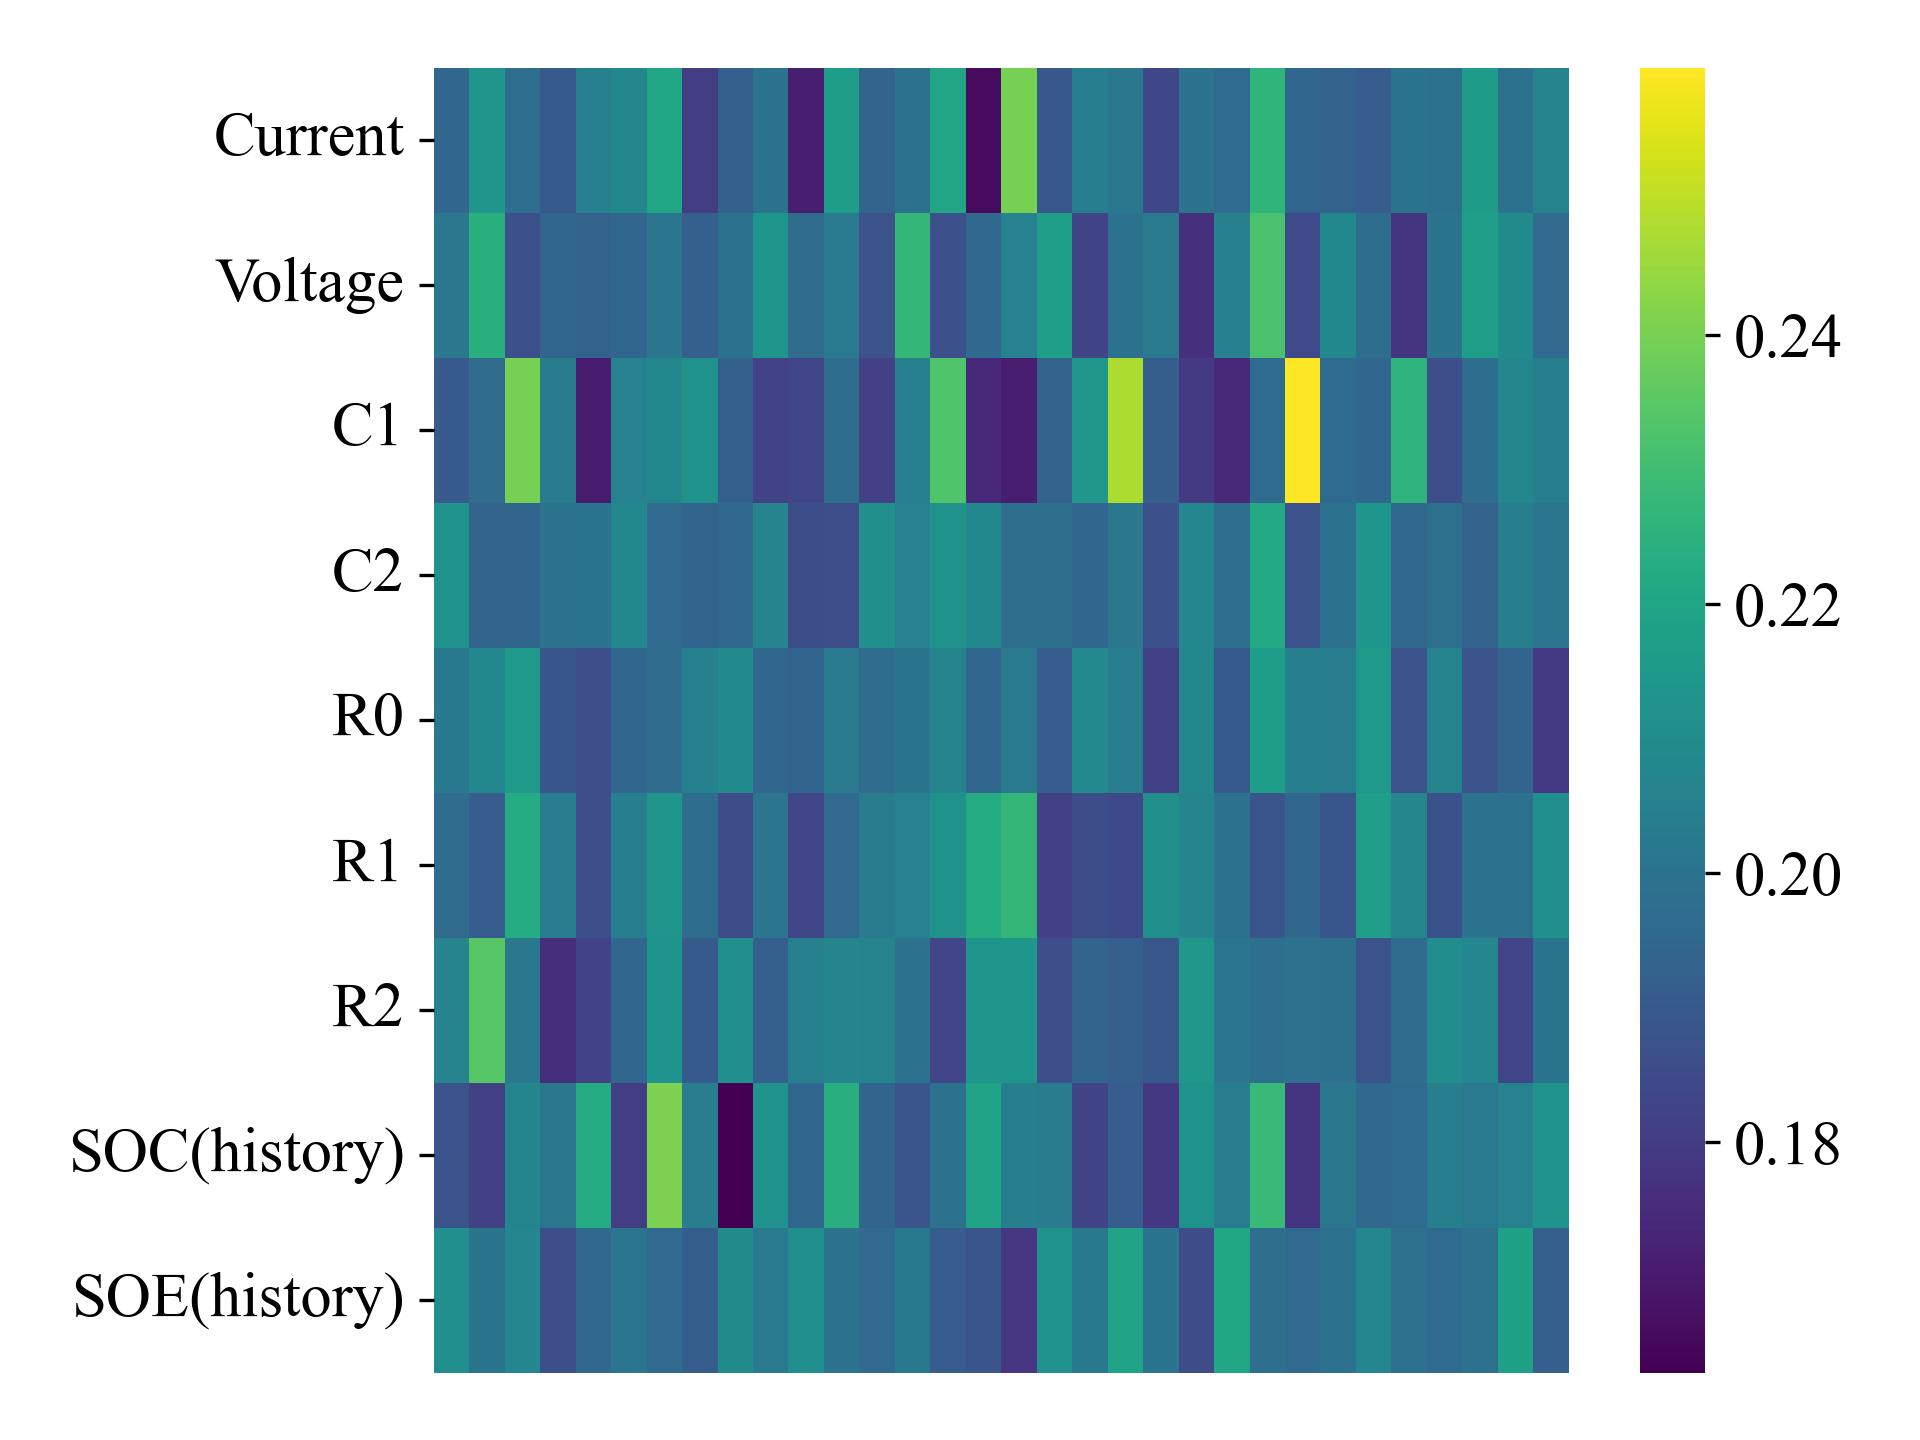 Current
Voltage
C1
C2
R0
R1
R2
SOC(history)
SOE(history)
0.24
0.22
0.20
0.18